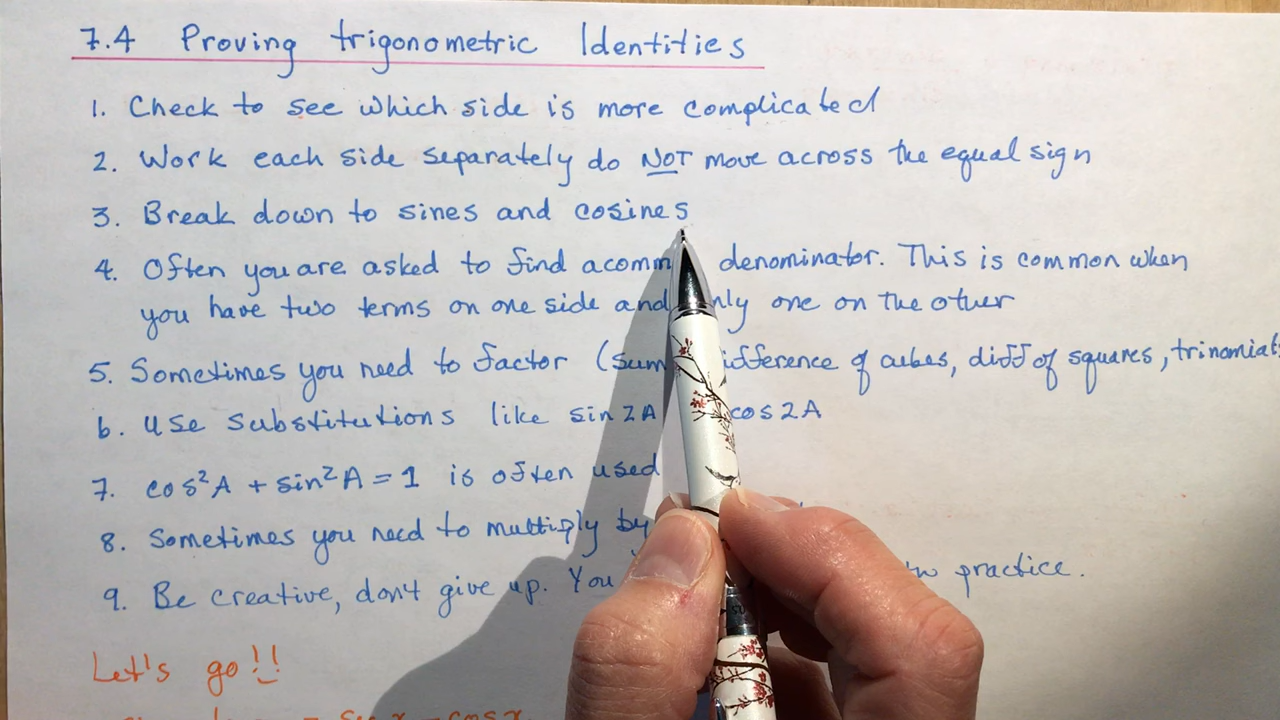 7.4 Proving trigonometric Identities
1. Check to see which side is more complicated
2. Work each side separately do NOT move across the equal sign
3. Break down to sines and cosines
4. Often you are asked to find a comm denominator. This is common when
you have two terms on one side and nly one on the other
5. Sometimes you need to factor (sum ifference of cubes, diff of squares, trinomial
6. Use substitutions like sin2A cos2A
7. cos²A + sin²A = 1 is often used
8. Sometimes you need to multiply by
9. Be creative, don't give up. You practice.
Let's go!!
= sec x - cos x